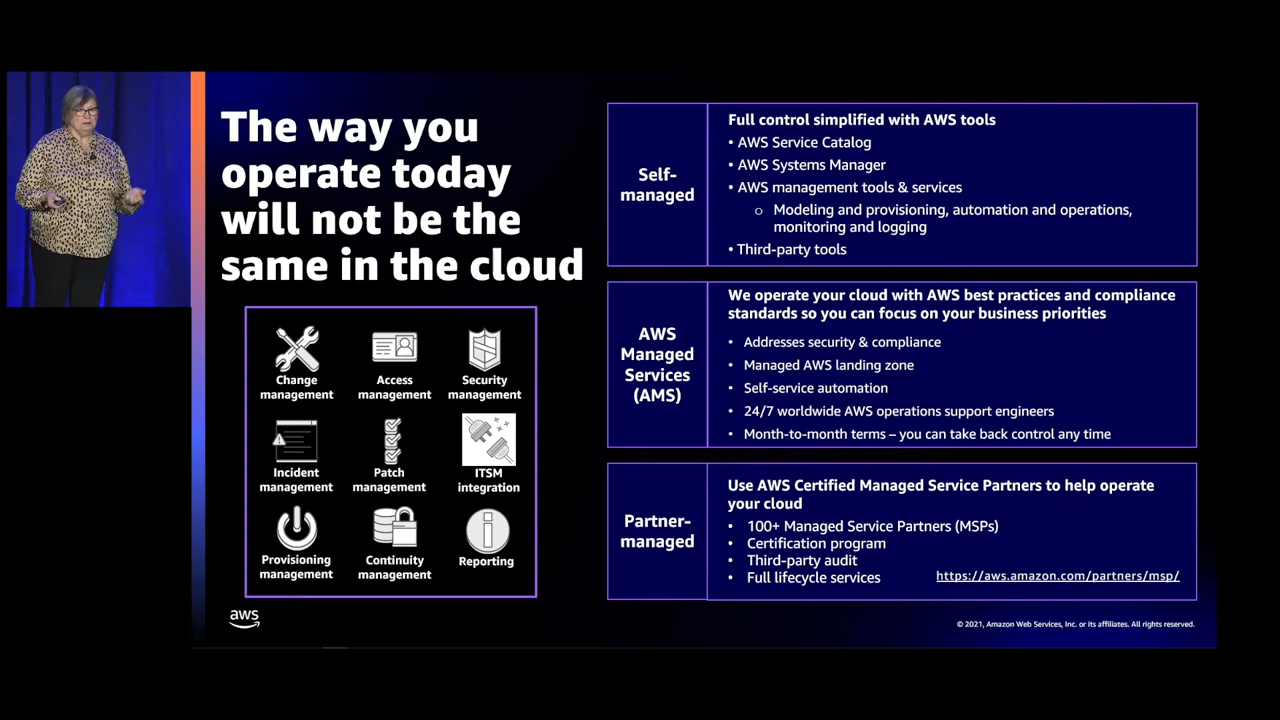 The way you
operate today
will not be the
same in the cloud
Change
management
Access
management
Security
management
Incident
management
Patch
management
ITSM
integration
Provisioning
management
Continuity
management
Reporting
aws
Self-
managed
Full control simplified with AWS tools
• AWS Service Catalog
• AWS Systems Manager
• AWS management tools & services
o Modeling and provisioning, automation and operations,
monitoring and logging
• Third-party tools
AWS
Managed
Services
(AMS)
We operate your cloud with AWS best practices and compliance
standards so you can focus on your business priorities
• Addresses security & compliance
• Managed AWS landing zone
• Self-service automation
• 24/7 worldwide AWS operations support engineers
• Month-to-month terms – you can take back control any time
Partner-
managed
Use AWS Certified Managed Service Partners to help operate
your cloud
• 100+ Managed Service Partners (MSPs)
• Certification program
• Third-party audit
• Full lifecycle services
https://aws.amazon.com/partners/msp/
© 2021, Amazon Web Services, Inc. or its affiliates. All rights reserved.